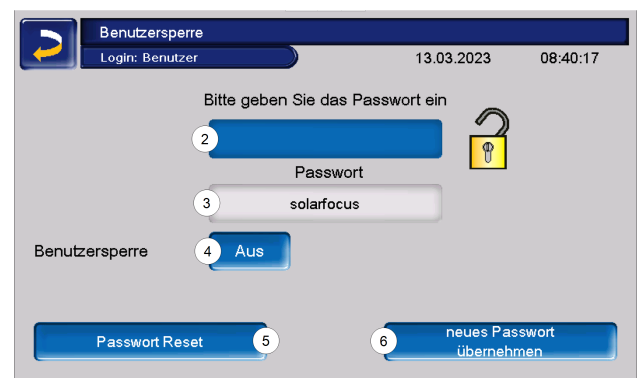 Benutzersperre
Login: Benutzer 13.03.2023 08:40:17
Bitte geben Sie das Passwort ein
2
Passwort
3 solarfocus
Benutzersperre 4 Aus
Passwort Reset 5
6 neues Passwort
übernehmen